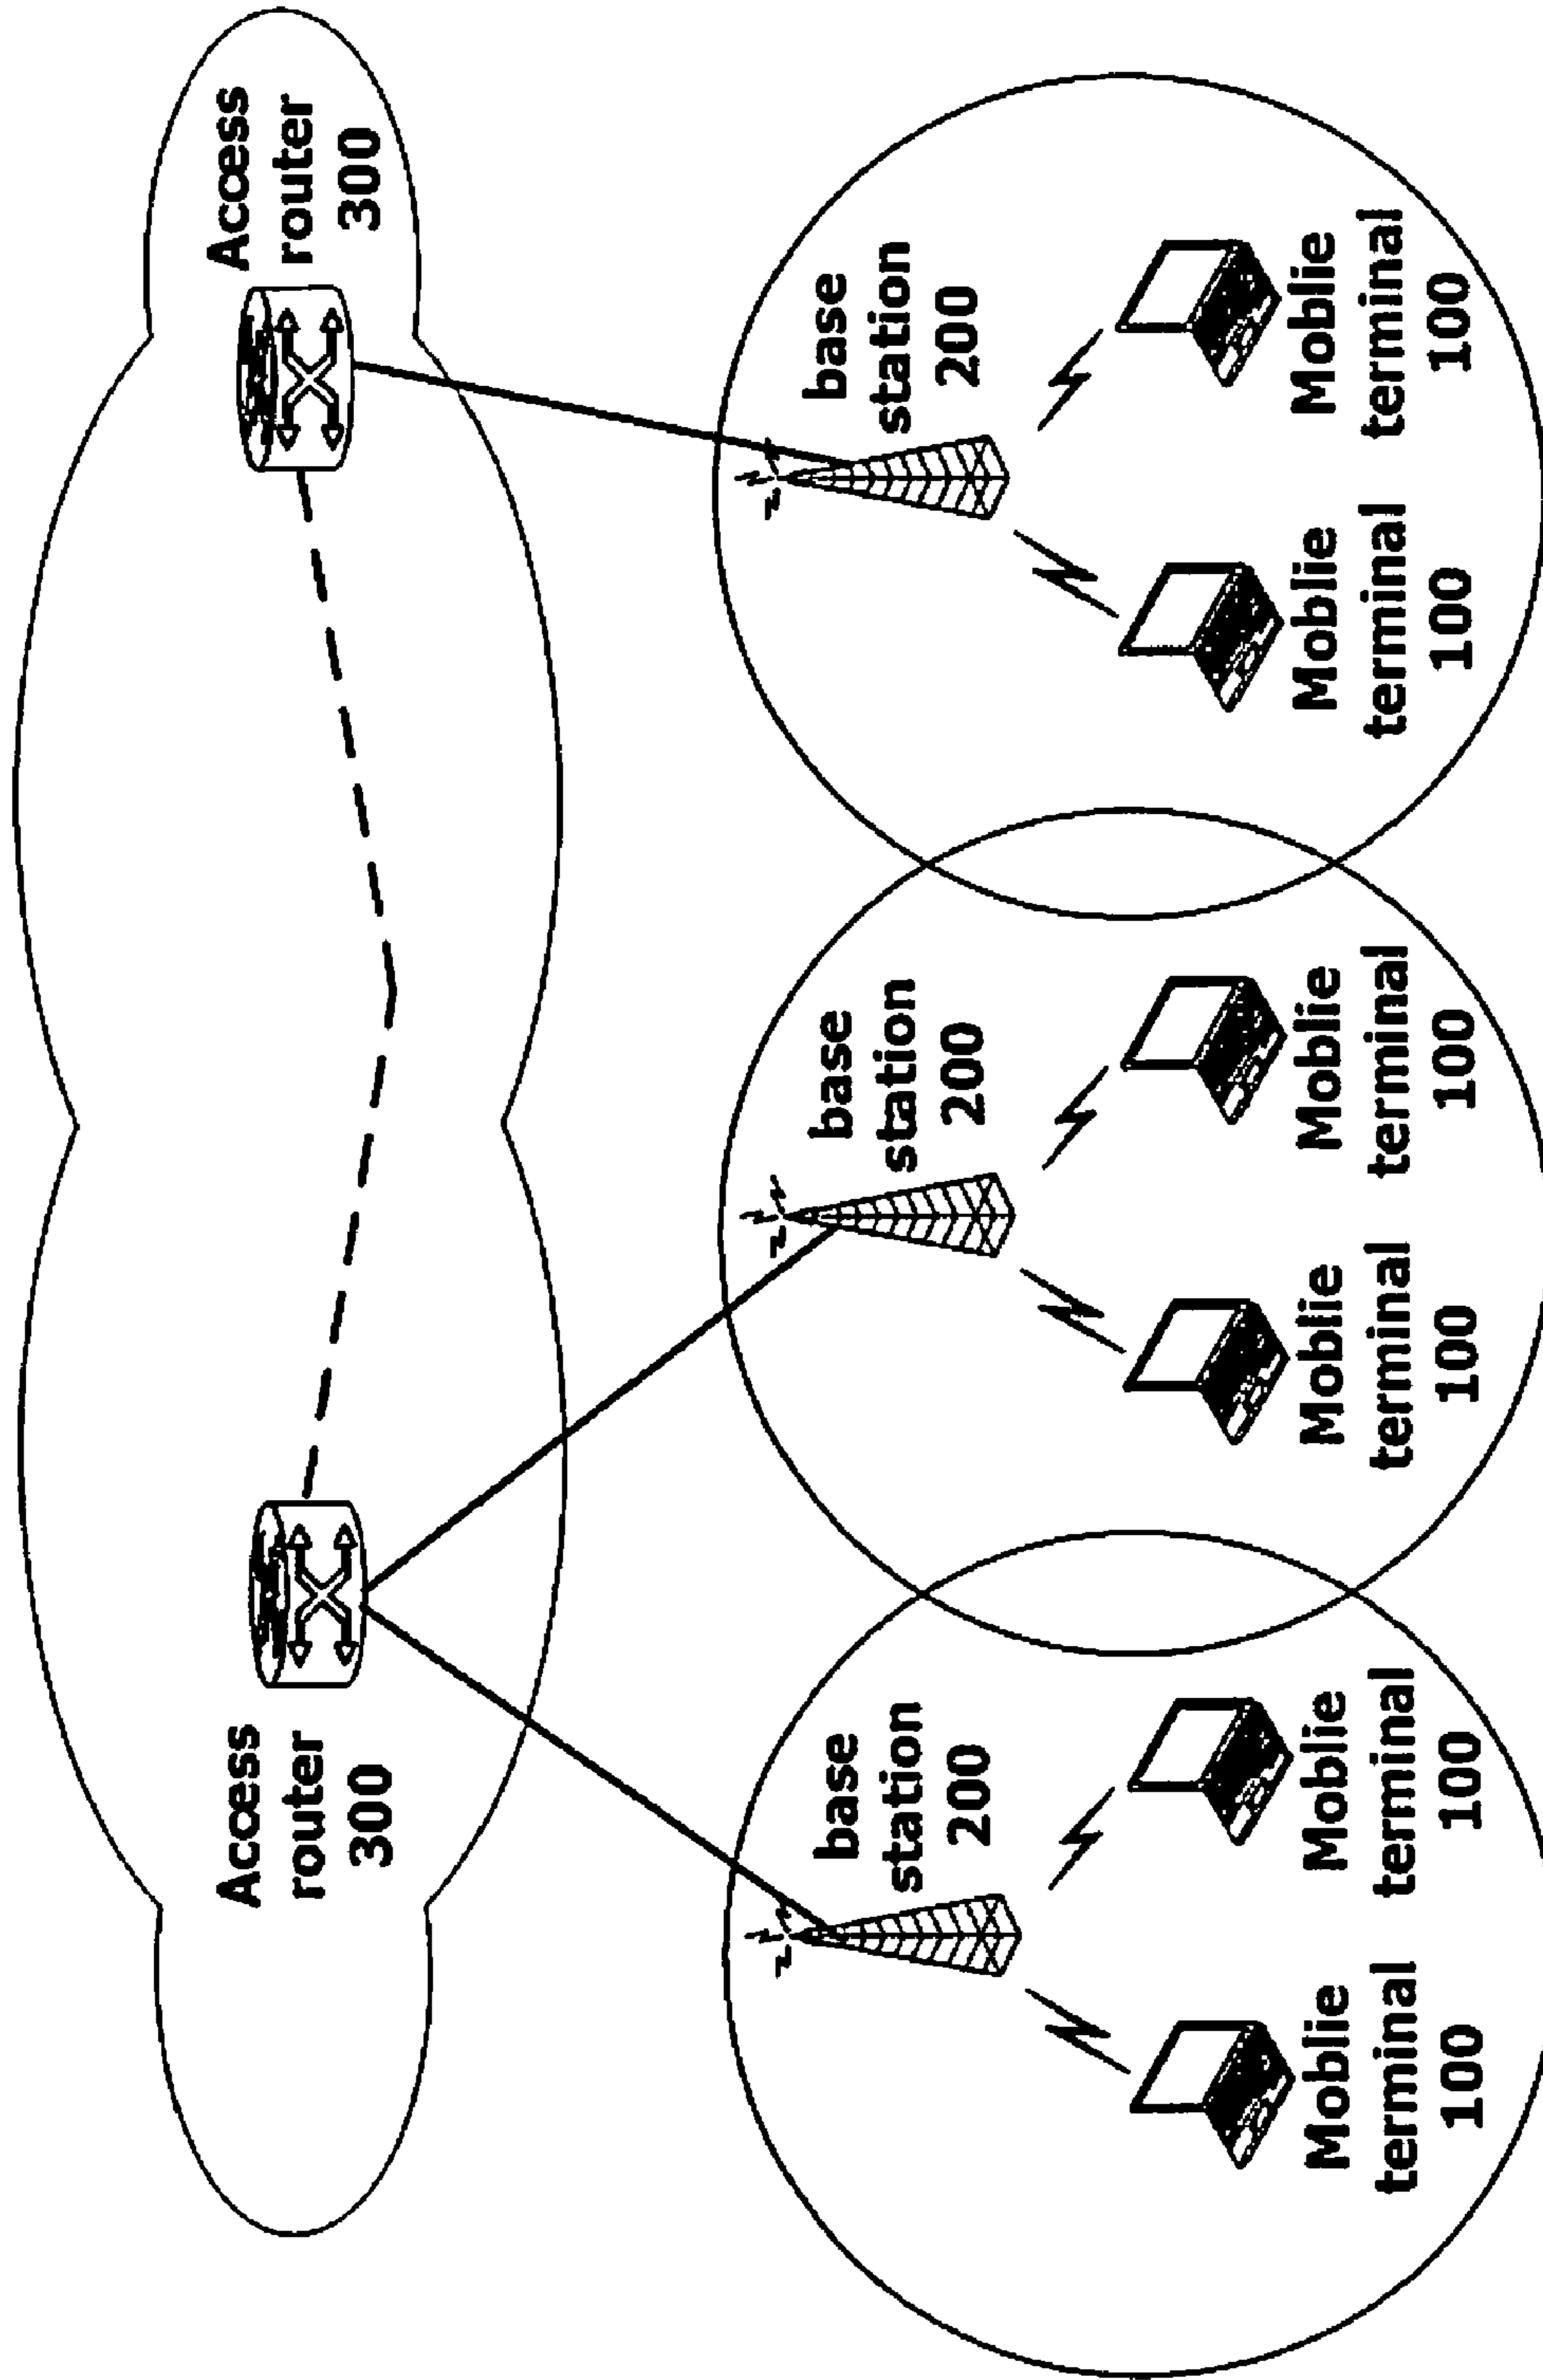 Access
router
300
Access
router
300
base
station
200
base
station
200
base
station
200
Moblie
terminal
100
Moblie
terminal
100
Moblie
terminal
100
Moblie
terminal
100
Moblie
terminal
100
Moblie
terminal
100